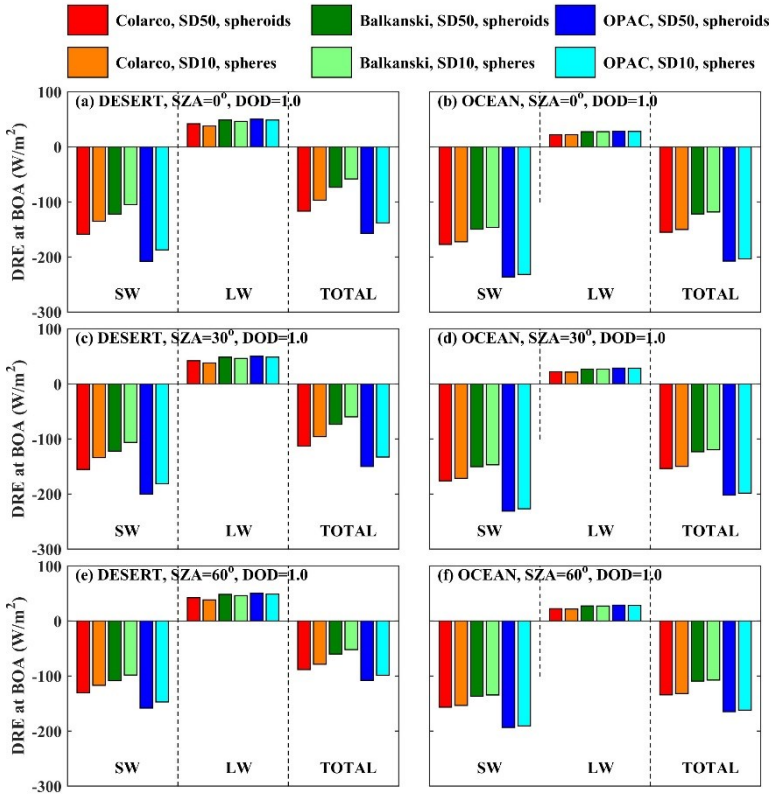 Colarco, SD50, spheroids Balkanski, SD50, spheroids OPAC, SD50, spheroids
Colarco, SD10, spheres Balkanski, SD10, spheres OPAC, SD10, spheres
(a) DESERT, SZA=0°, DOD=1.0
(b) OCEAN, SZA=0°, DOD=1.0
DRE at BOA (W/m²)
100
0
-100
-200
-300
SW LW TOTAL
SW LW TOTAL
(c) DESERT, SZA=30°, DOD=1.0
(d) OCEAN, SZA=30°, DOD=1.0
DRE at BOA (W/m²)
100
0
-100
-200
-300
SW LW TOTAL
SW LW TOTAL
(e) DESERT, SZA=60°, DOD=1.0
(f) OCEAN, SZA=60°, DOD=1.0
DRE at BOA (W/m²)
100
0
-100
-200
-300
SW LW TOTAL
SW LW TOTAL